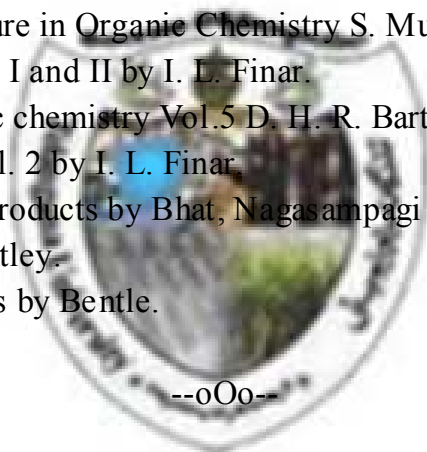 ure in Organic Chemistry S. Mu
I and II by I. L. Finar.
c chemistry Vol.5 D. H. R. Bart
l. 2 by I. L. Finar,
roducts by Bhat, Nagasampagi
tley.
s by Bentle.
--oOo--